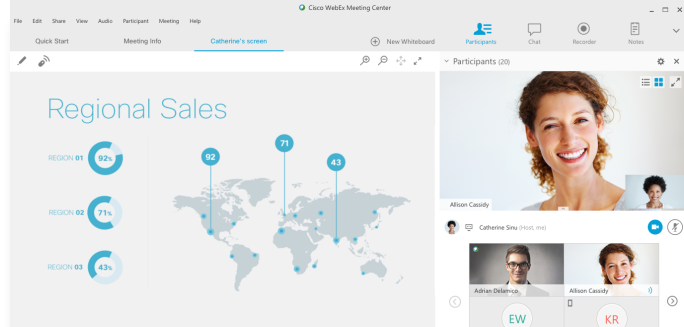 Cisco WebEx Meeting Center
File Edit Share View Audio Participant Meeting Help
Quick Start Meeting Info Catherine's screen New Whiteboard Participants Chat Recorder Notes
Participants (20)
Regional Sales
REGION 01 92%
REGION 02 71%
REGION 03 43%
92
71
43
Allison Cassidy
Catherine Sinu (Host, me)
Adrian Delamico Allison Cassidy
EW KR